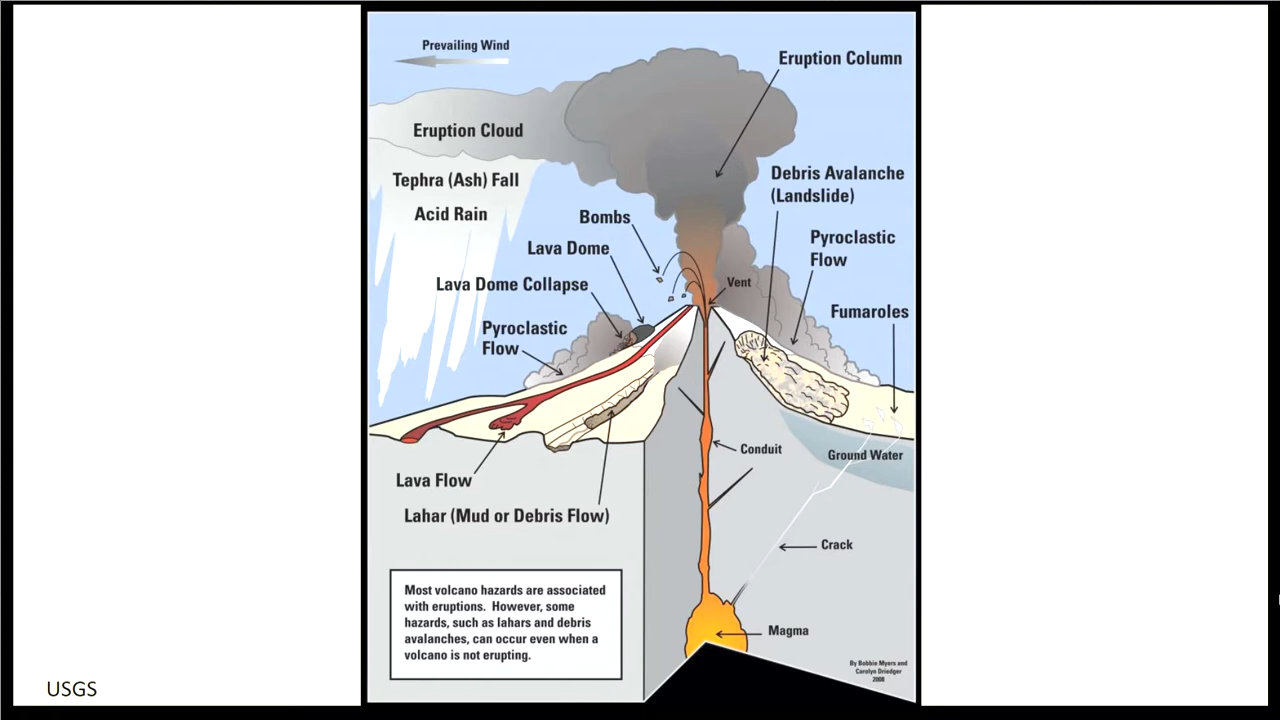 Prevailing Wind
Eruption Column
Eruption Cloud
Tephra (Ash) Fall
Acid Rain
Debris Avalanche
(Landslide)
Bombs
Lava Dome
Pyroclastic
Flow
Lava Dome Collapse
Vent
Fumaroles
Pyroclastic
Flow
Conduit
Ground Water
Lava Flow
Lahar (Mud or Debris Flow)
Crack
Most volcano hazards are associated
with eruptions. However, some
hazards, such as lahars and debris
avalanches, can occur even when a
volcano is not erupting.
Magma
By Bobbie Myers and
Carolyn Driedger
2008
USGS